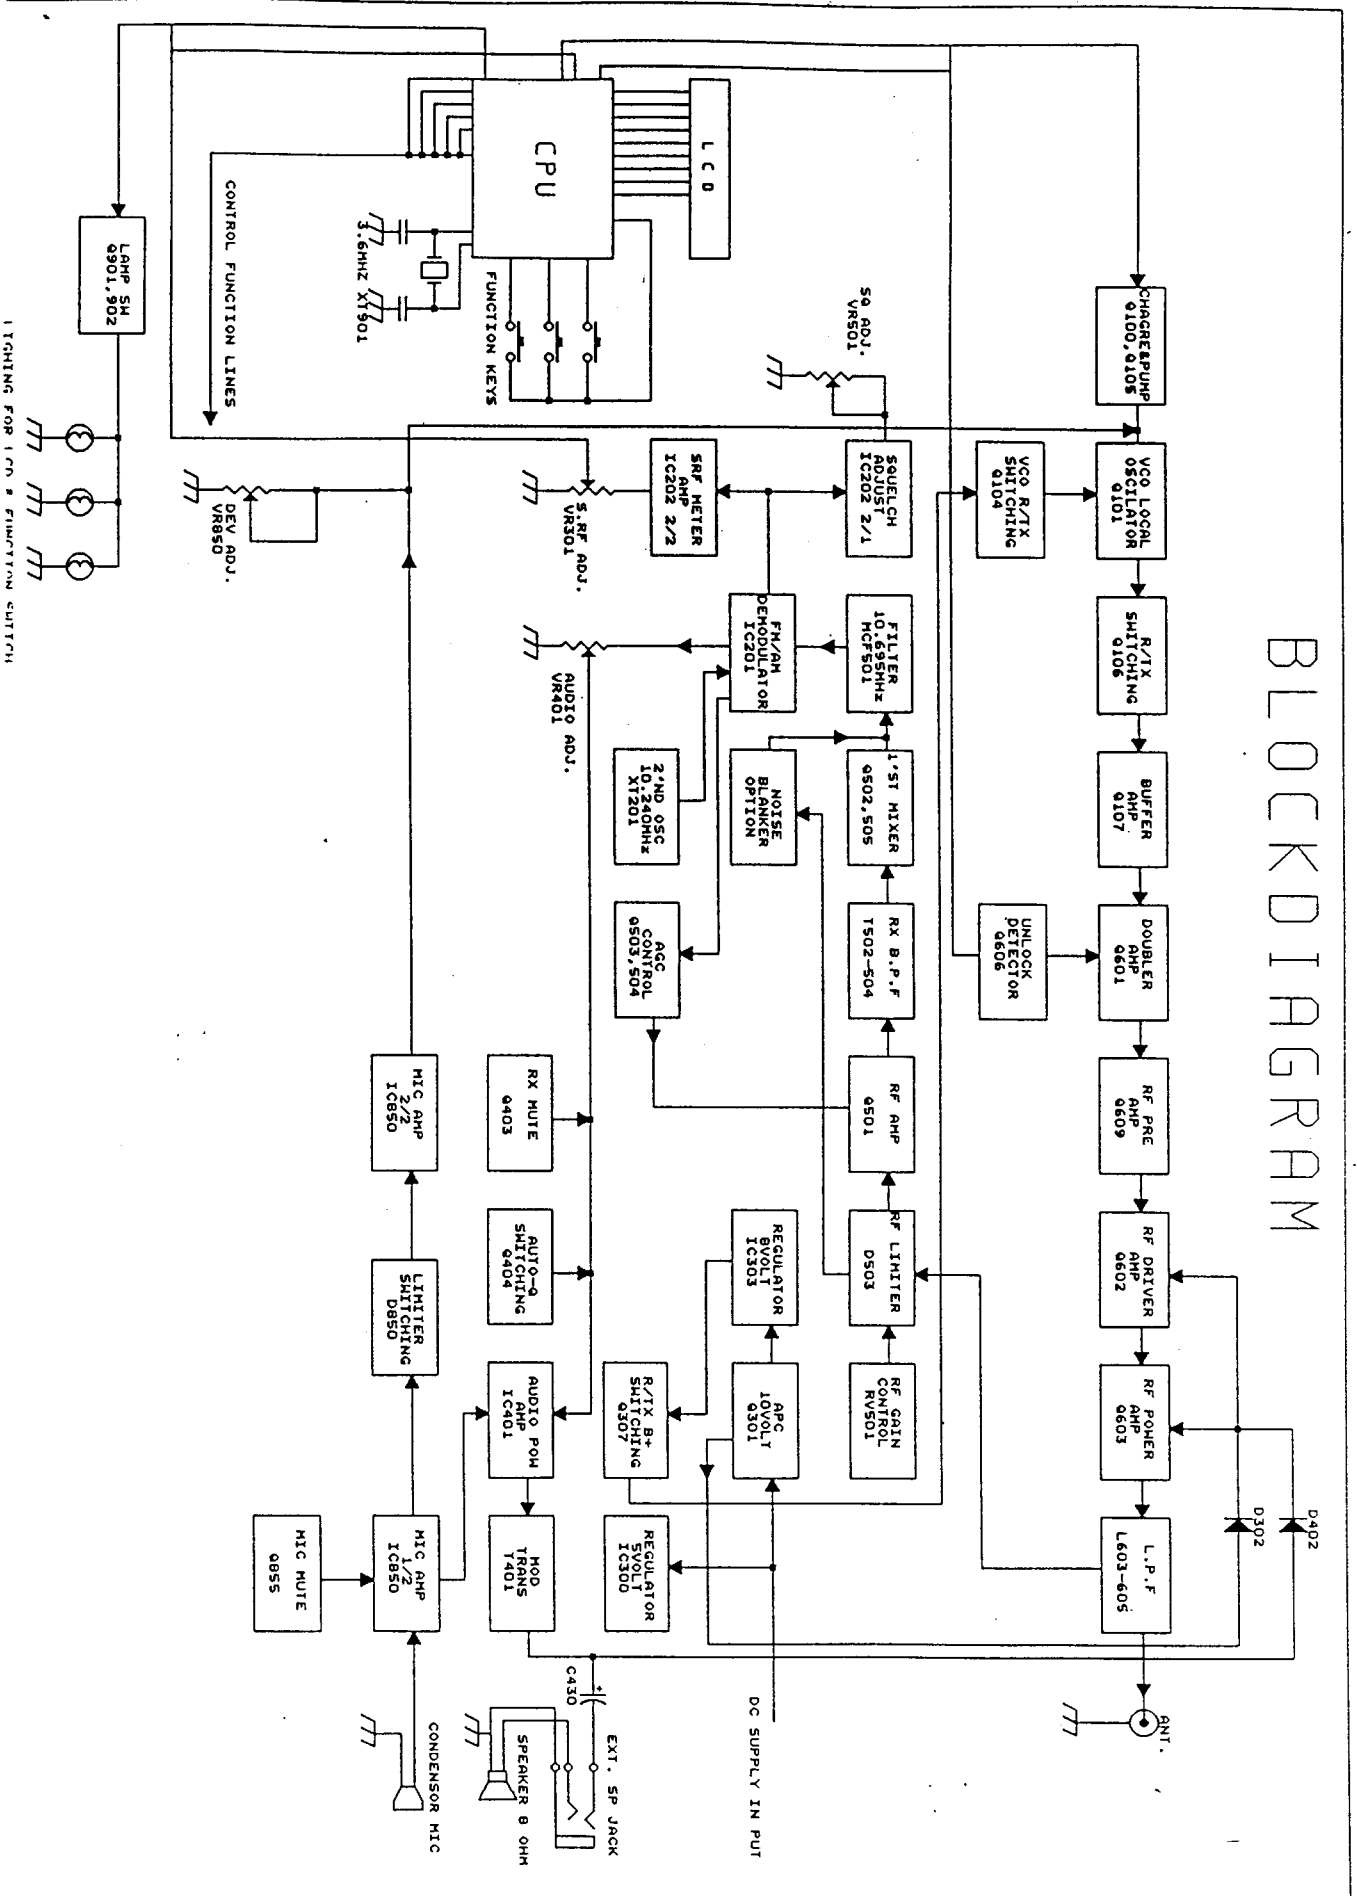 BLOCKDIAGRAM
CHAGRE&PUMP
Q100,Q105
VCO LOCAL
OSCILATOR
Q101
R/TX
SWITCHING
Q106
BUFFER
AMP
Q107
DOUBLER
AMP
Q601
RF PRE
AMP
Q609
RF DRIVER
AMP
Q602
RF POWER
AMP
Q603
L.P.F
L603-605
ANT.
D402
D302
VCO R/TX
SWITCHING
Q104
UNLOCK
DETECTOR
Q606
LCD
CPU
FUNCTION KEYS
3.6MHZ XT901
CONTROL FUNCTION LINES
SQ ADJ.
VR501
SQUELCH
ADJUST
IC202 2/1
FILTER
10.695MHz
MCF501
1'ST MIXER
Q502,505
RX B.P.F
T502-504
RF AMP
Q501
RF LIMITER
D503
RF GAIN
CONTROL
RV501
SRF METER
AMP
IC202 2/2
S.RF ADJ.
VR301
FM/AM
DEMODULATOR
IC201
NOISE
BLANKER
OPTION
REGULATOR
8VOLT
IC303
APC
10VOLT
Q301
DC SUPPLY IN PUT
2'ND OSC
10.240MHz
XT201
AGC
CONTROL
Q503,504
R/TX B+
SWITCHING
Q307
REGULATOR
5VOLT
IC300
AUDIO ADJ.
VR401
RX MUTE
Q403
AUTO-Q
SWITCHING
Q404
AUDIO POW
AMP
IC401
MOD
TRANS
T401
C430
+
EXT. SP JACK
SPEAKER 8 OHM
DEV ADJ.
VR850
MIC AMP
2/2
IC850
LIMITER
SWITCHING
D850
MIC AMP
1/2
IC850
CONDENSOR MIC
MIC MUTE
Q855
LAMP SW
Q901,902
LIGHING FOR LCD & FUNCTION SWITCH